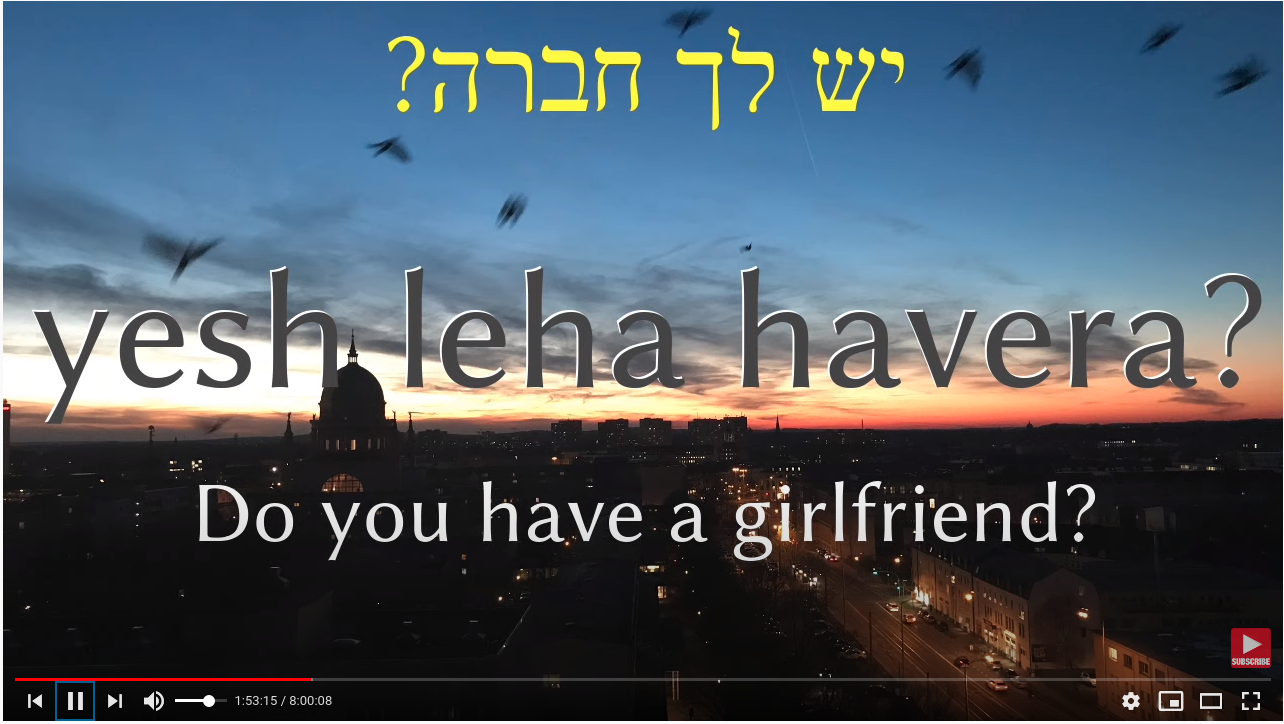 יש לך חברה?
yesh leha havera?
Do you have a girlfriend?
SUBSCRIBE
1:53:15 / 8:00:08